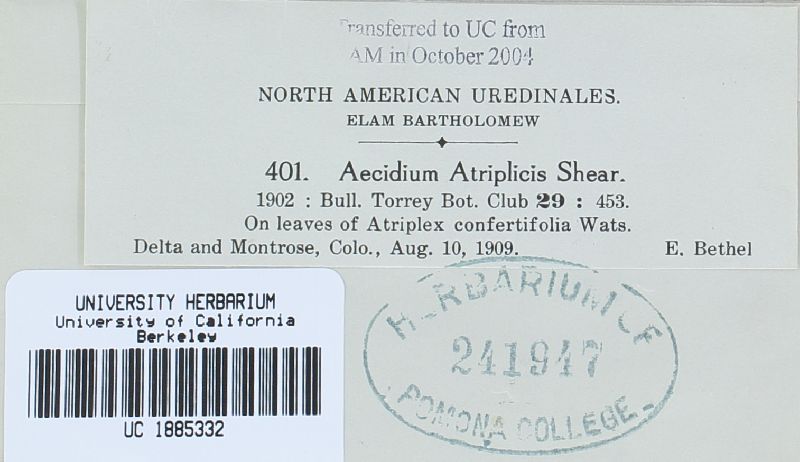 Transferred to UC from
AM in October 2004
NORTH AMERICAN UREDINALES.
ELAM BARTHOLOMEW
401. Aecidium Atriplicis Shear.
1902 : Bull. Torrey Bot. Club 29 : 453.
On leaves of Atriplex confertifolia Wats.
Delta and Montrose, Colo., Aug. 10, 1909. E. Bethel
HERBARIUM OF
241947
POMONA COLLEGE
UNIVERSITY HERBARIUM
University of California
Berkeley
UC 1885332